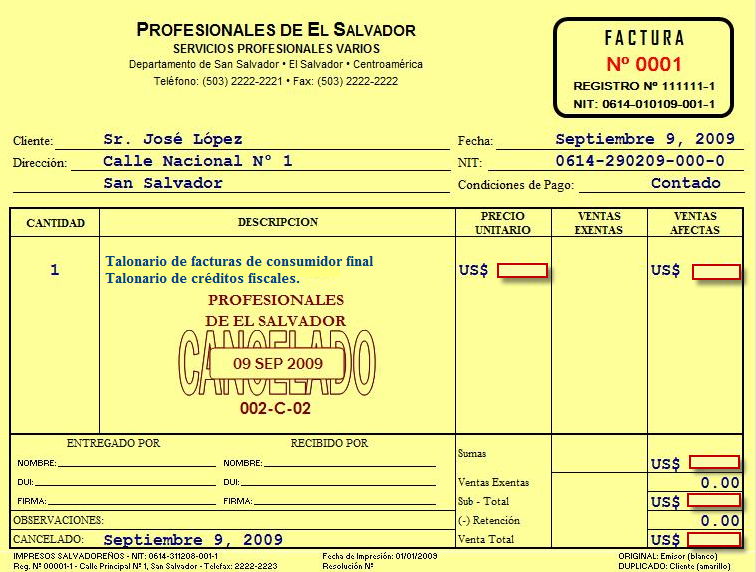 PROFESIONALES DE EL SALVADOR
SERVICIOS PROFESIONALES VARIOS
Departamento de San Salvador • El Salvador • Centroamérica
Teléfono: (503) 2222-2221 • Fax: (503) 2222-2222
FACTURA
Nº 0001
REGISTRO Nº 111111-1
NIT: 0614-010109-001-1
Cliente: Sr. José López
Fecha: Septiembre 9, 2009
Dirección: Calle Nacional Nº 1
NIT: 0614-290209-000-0
San Salvador
Condiciones de Pago: Contado
CANTIDAD DESCRIPCION PRECIO UNITARIO VENTAS EXENTAS VENTAS AFECTAS
1 Talonario de facturas de consumidor final US$ US$
Talonario de créditos fiscales.
PROFESIONALES
DE EL SALVADOR
CANCELADO
09 SEP 2009
002-C-02
ENTREGADO POR RECIBIDO POR
NOMBRE: NOMBRE:
DUI: DUI:
FIRMA: FIRMA:
Sumas US$
Ventas Exentas 0.00
Sub - Total US$
OBSERVACIONES:
(-) Retención 0.00
CANCELADO: Septiembre 9, 2009
Venta Total US$
IMPRESOS SALVADOREÑOS - NIT: 0614-311208-001-1
Reg. Nº 00001-1 - Calle Principal Nº 1, San Salvador - Telefax: 2222-2223
Fecha de Impresión: 01/01/2009
Resolución Nº
ORIGINAL: Emisor (blanco)
DUPLICADO: Cliente (amarillo)